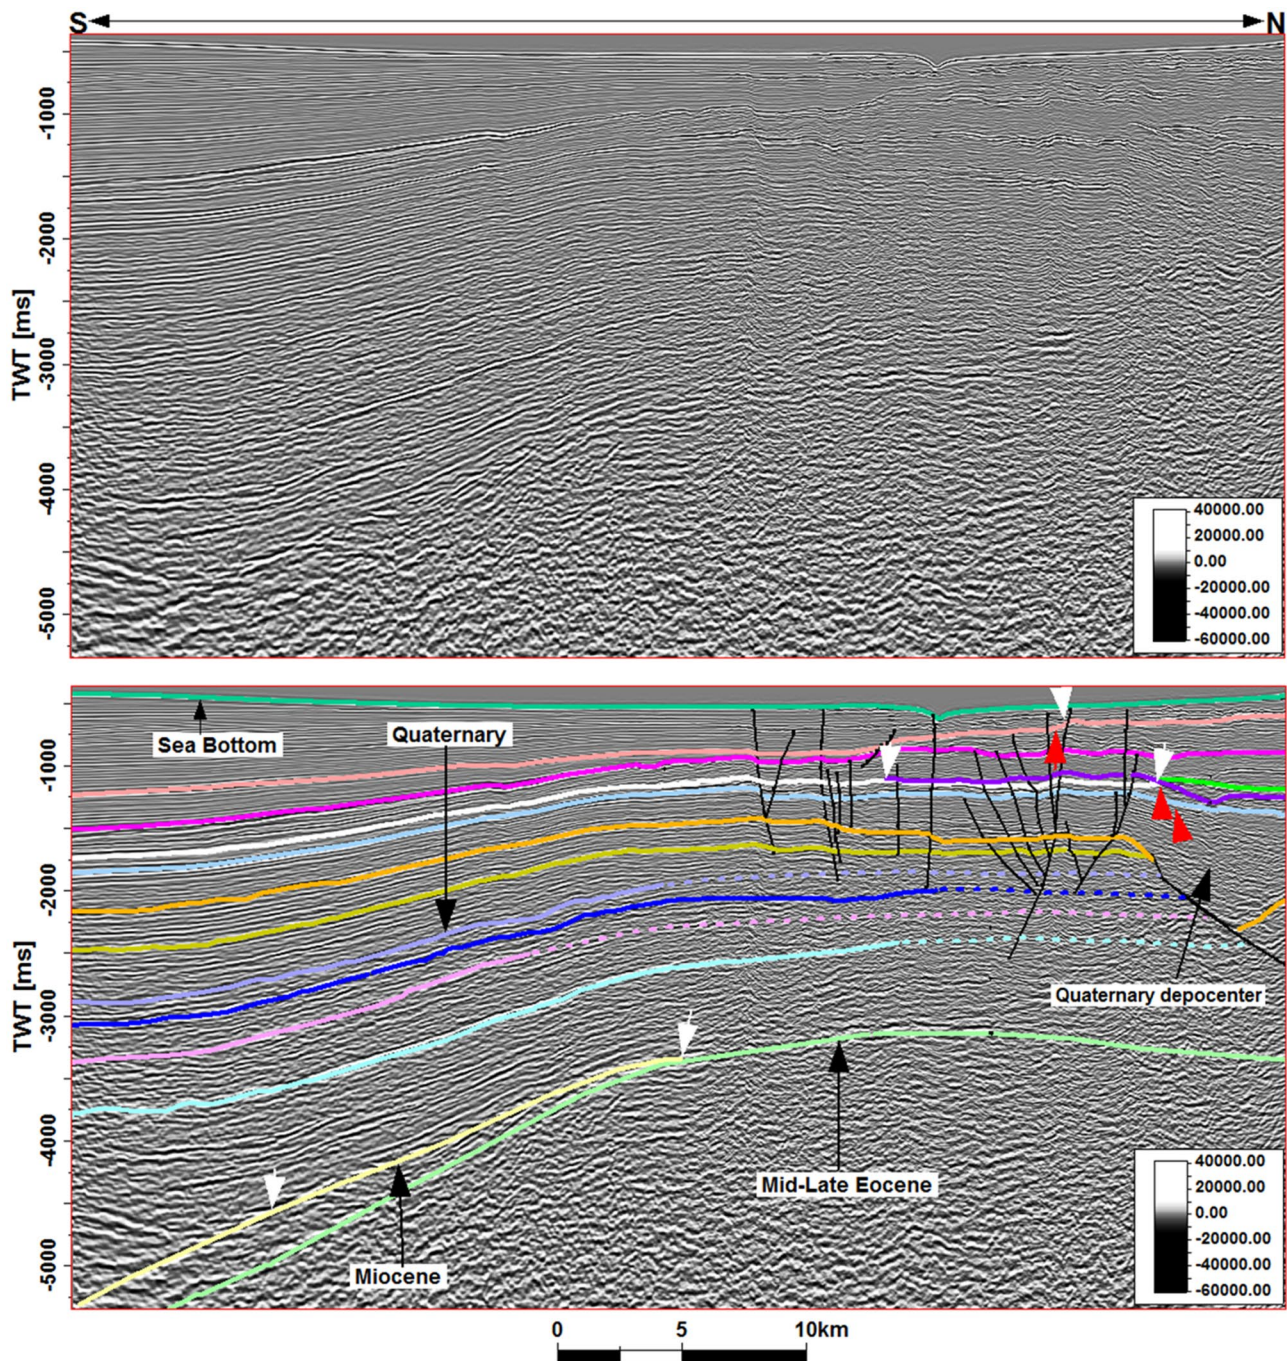 S N
-1000
-2000
TWT [ms]
-3000
-4000
-5000
40000.00
20000.00
0.00
-20000.00
-40000.00
-60000.00
Sea Bottom
Quaternary
-1000
-2000
TWT [ms]
-3000
-4000
-5000
Quaternary depocenter
Mid-Late Eocene
Miocene
40000.00
20000.00
0.00
-20000.00
-40000.00
-60000.00
0 5 10km